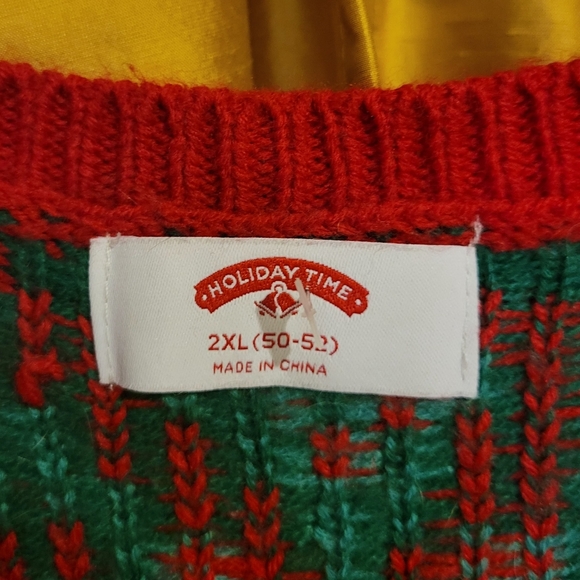 HOLIDAY TIME
2XL (50-52)
MADE IN CHINA